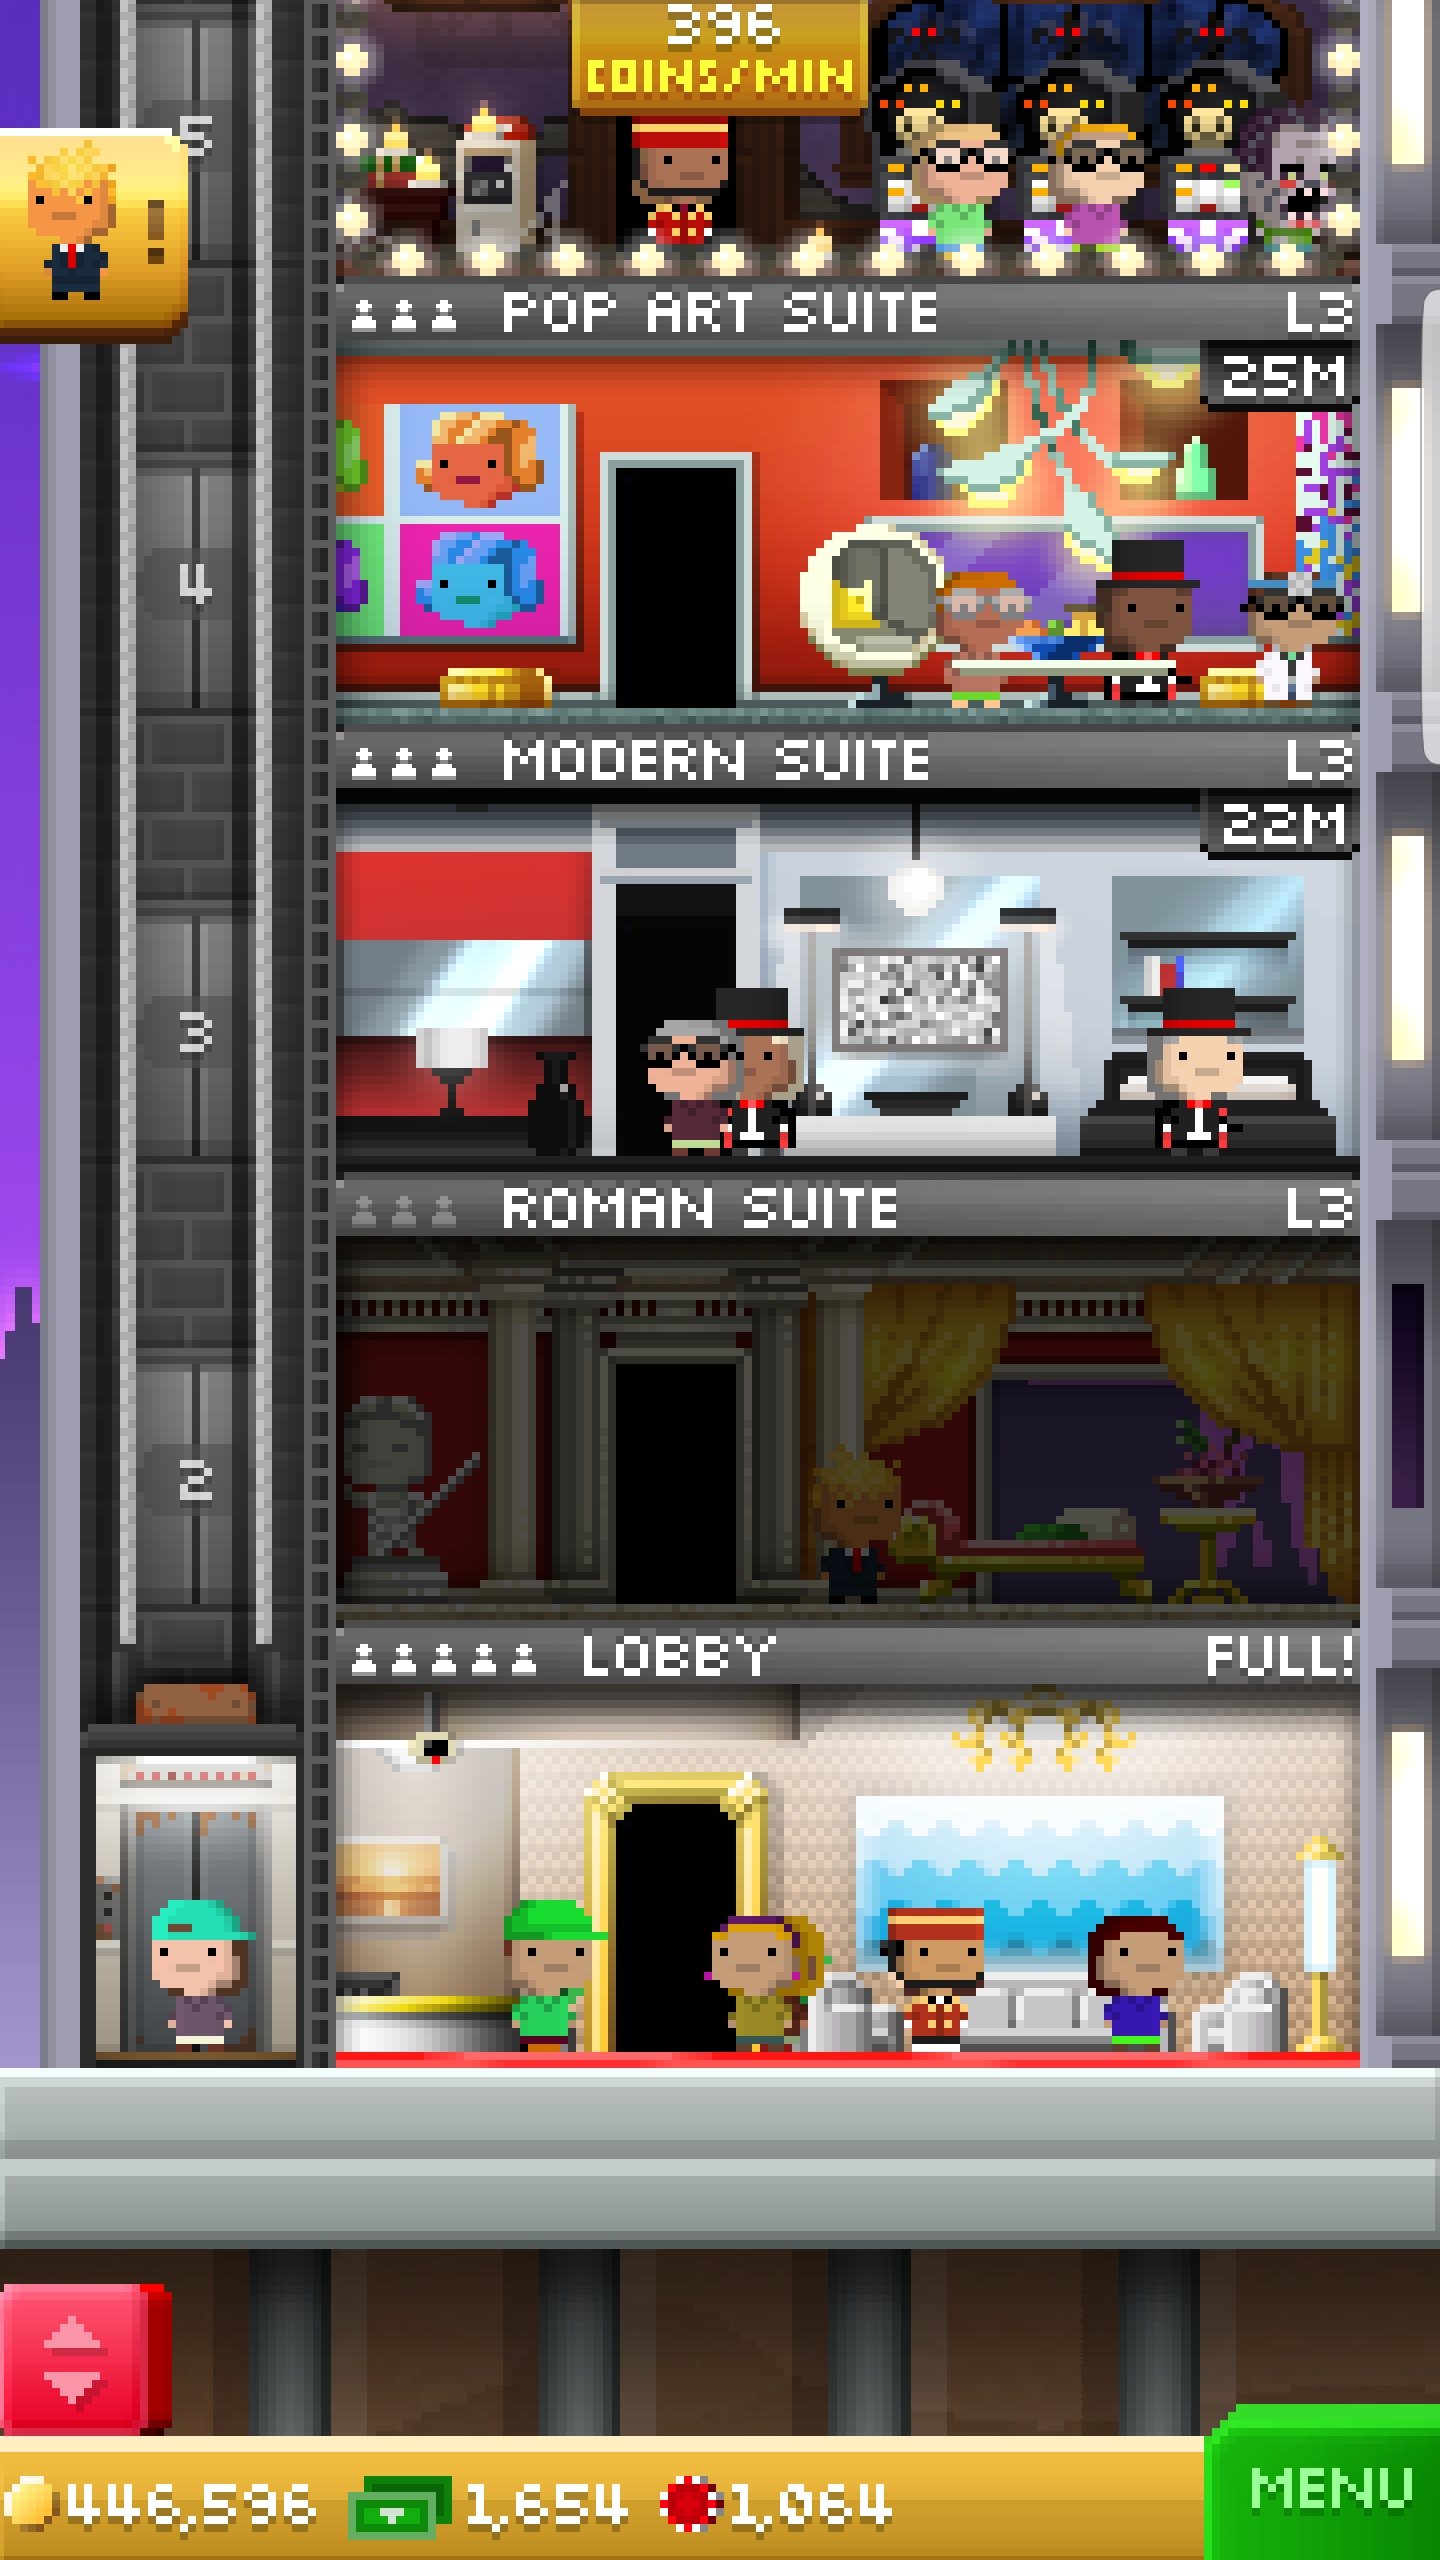 396
COINS/MIN
5
!
POP ART SUITE L3
25M
4
MODERN SUITE L3
22M
3
ROMAN SUITE L3
2
LOBBY FULL!
446,596 1,654 1,064
MENU